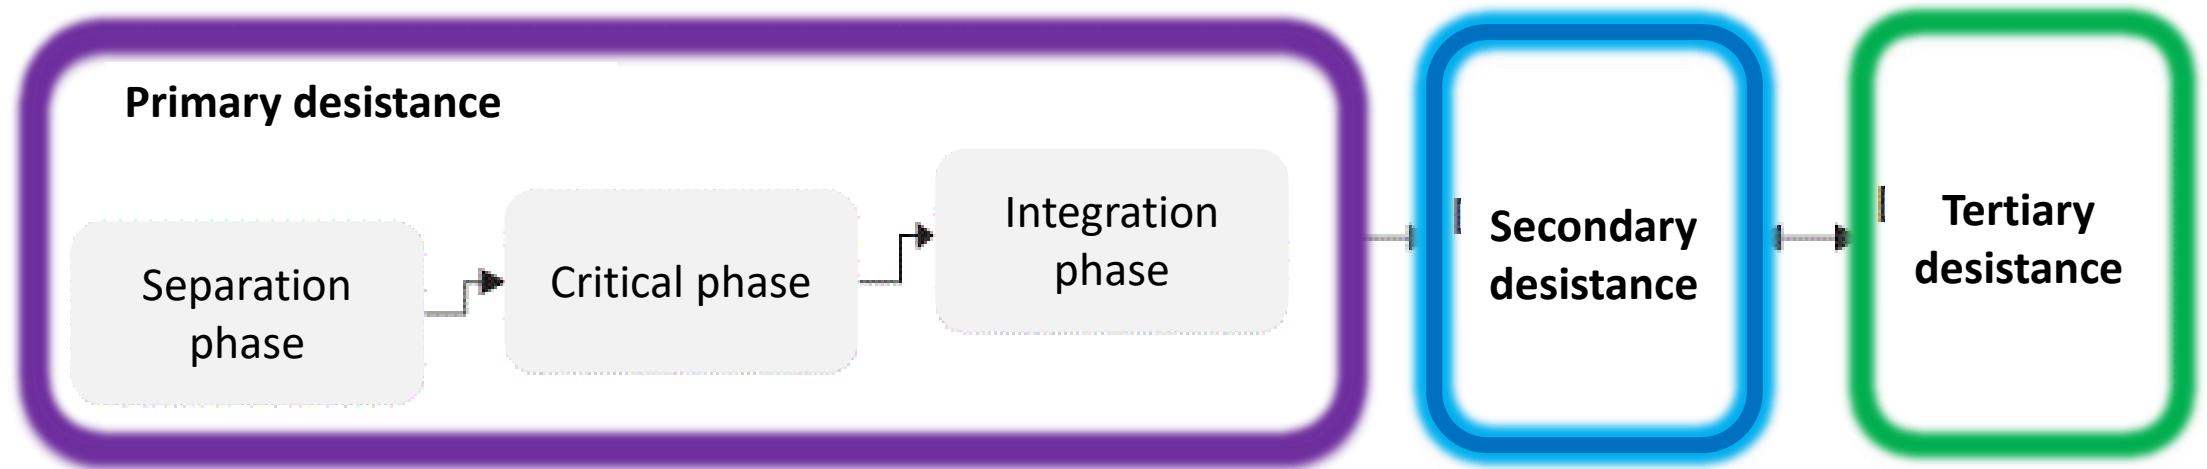 Primary desistance
Separation
phase
Critical phase
Integration
phase
Secondary
desistance
Tertiary
desistance